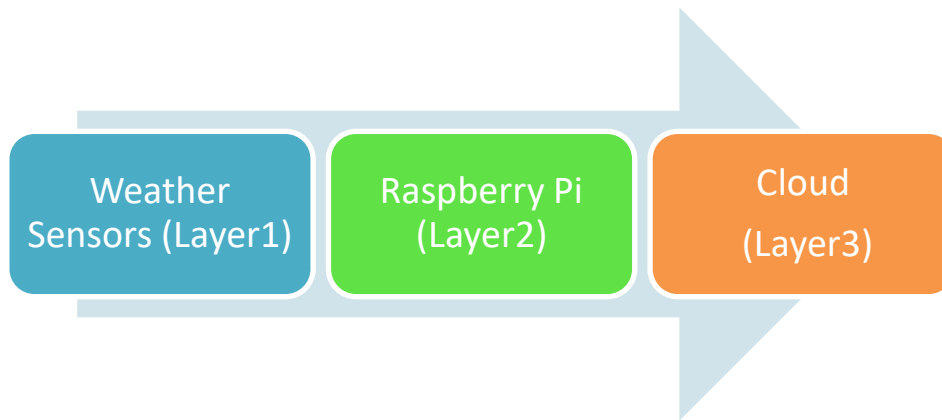 Weather
Sensors (Layer1)
Raspberry Pi
(Layer2)
Cloud
(Layer3)